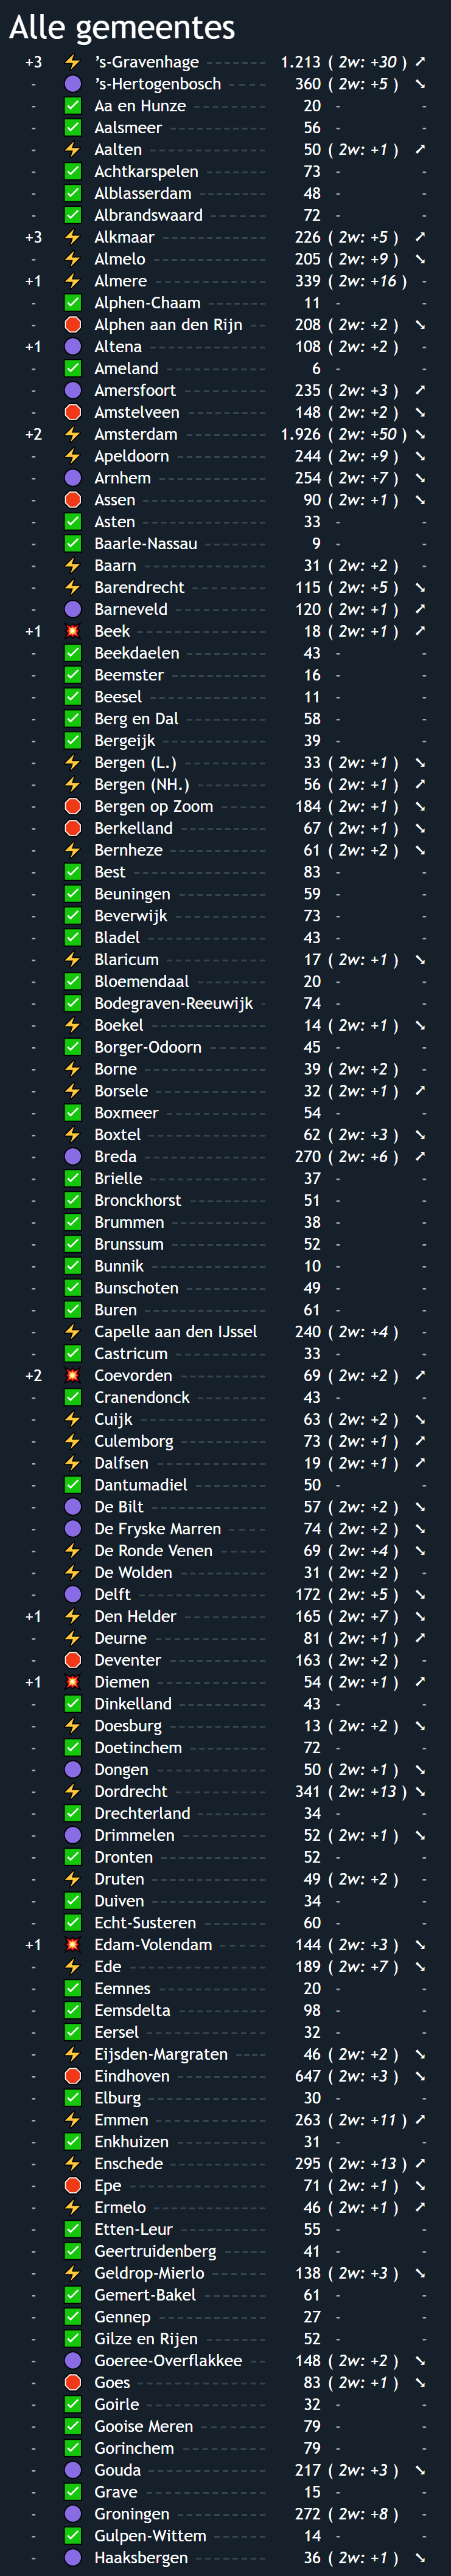 Alle gemeentes
+3 ⚡ ’s-Gravenhage 1.213 ( 2w: +30 ) ➚
- 🟣 ’s-Hertogenbosch 360 ( 2w: +5 ) ➘
- ✅ Aa en Hunze 20 - -
- ✅ Aalsmeer 56 - -
- ⚡ Aalten 50 ( 2w: +1 ) ➚
- ✅ Achtkarspelen 73 - -
- ✅ Alblasserdam 48 - -
- ✅ Albrandswaard 72 - -
+3 ⚡ Alkmaar 226 ( 2w: +5 ) ➚
- ⚡ Almelo 205 ( 2w: +9 ) ➘
+1 ⚡ Almere 339 ( 2w: +16 ) -
- ✅ Alphen-Chaam 11 - -
- 🛑 Alphen aan den Rijn 208 ( 2w: +2 ) ➘
+1 🟣 Altena 108 ( 2w: +2 ) -
- ✅ Ameland 6 - -
- 🟣 Amersfoort 235 ( 2w: +3 ) ➚
- 🛑 Amstelveen 148 ( 2w: +2 ) ➘
+2 ⚡ Amsterdam 1.926 ( 2w: +50 ) ➘
- ⚡ Apeldoorn 244 ( 2w: +9 ) ➘
- 🟣 Arnhem 254 ( 2w: +7 ) ➘
- 🛑 Assen 90 ( 2w: +1 ) ➘
- ✅ Asten 33 - -
- ✅ Baarle-Nassau 9 - -
- ⚡ Baarn 31 ( 2w: +2 ) -
- ⚡ Barendrecht 115 ( 2w: +5 ) ➘
- 🟣 Barneveld 120 ( 2w: +1 ) ➚
+1 💥 Beek 18 ( 2w: +1 ) ➚
- ✅ Beekdaelen 43 - -
- ✅ Beemster 16 - -
- ✅ Beesel 11 - -
- ✅ Berg en Dal 58 - -
- ✅ Bergeijk 39 - -
- ⚡ Bergen (L.) 33 ( 2w: +1 ) ➘
- ⚡ Bergen (NH.) 56 ( 2w: +1 ) ➚
- 🛑 Bergen op Zoom 184 ( 2w: +1 ) ➘
- 🛑 Berkelland 67 ( 2w: +1 ) ➘
- ⚡ Bernheze 61 ( 2w: +2 ) ➘
- ✅ Best 83 - -
- ✅ Beuningen 59 - -
- ✅ Beverwijk 73 - -
- ✅ Bladel 43 - -
- ⚡ Blaricum 17 ( 2w: +1 ) ➘
- ✅ Bloemendaal 20 - -
- ✅ Bodegraven-Reeuwijk 74 - -
- ⚡ Boekel 14 ( 2w: +1 ) ➘
- ✅ Borger-Odoorn 45 - -
- ⚡ Borne 39 ( 2w: +2 ) -
- ⚡ Borsele 32 ( 2w: +1 ) ➚
- ✅ Boxmeer 54 - -
- ⚡ Boxtel 62 ( 2w: +3 ) ➘
- 🟣 Breda 270 ( 2w: +6 ) ➚
- ✅ Brielle 37 - -
- ✅ Bronckhorst 51 - -
- ✅ Brummen 38 - -
- ✅ Brunssum 52 - -
- ✅ Bunnik 10 - -
- ✅ Bunschoten 49 - -
- ✅ Buren 61 - -
- ⚡ Capelle aan den IJssel 240 ( 2w: +4 ) -
- ✅ Castricum 33 - -
+2 💥 Coevorden 69 ( 2w: +2 ) ➚
- ✅ Cranendonck 43 - -
- ⚡ Cuijk 63 ( 2w: +2 ) ➘
- ⚡ Culemborg 73 ( 2w: +1 ) ➚
- ⚡ Dalfsen 19 ( 2w: +1 ) ➚
- ✅ Dantumadiel 50 - -
- 🟣 De Bilt 57 ( 2w: +2 ) ➘
- 🟣 De Fryske Marren 74 ( 2w: +2 ) ➘
- ⚡ De Ronde Venen 69 ( 2w: +4 ) ➘
- ⚡ De Wolden 31 ( 2w: +2 ) -
- 🟣 Delft 172 ( 2w: +5 ) ➘
+1 ⚡ Den Helder 165 ( 2w: +7 ) ➘
- ⚡ Deurne 81 ( 2w: +1 ) ➚
- 🛑 Deventer 163 ( 2w: +2 ) -
+1 💥 Diemen 54 ( 2w: +1 ) ➚
- ✅ Dinkelland 43 - -
- ⚡ Doesburg 13 ( 2w: +2 ) ➘
- ✅ Doetinchem 72 - -
- 🟣 Dongen 50 ( 2w: +1 ) ➘
- ⚡ Dordrecht 341 ( 2w: +13 ) ➘
- ✅ Drechterland 34 - -
- 🟣 Drimmelen 52 ( 2w: +1 ) ➘
- ✅ Dronten 52 - -
- ⚡ Druten 49 ( 2w: +2 ) -
- ✅ Duiven 34 - -
- ✅ Echt-Susteren 60 - -
+1 💥 Edam-Volendam 144 ( 2w: +3 ) ➘
- ⚡ Ede 189 ( 2w: +7 ) ➘
- ✅ Eemnes 20 - -
- ✅ Eemsdelta 98 - -
- ✅ Eersel 32 - -
- ⚡ Eijsden-Margraten 46 ( 2w: +2 ) ➘
- 🛑 Eindhoven 647 ( 2w: +3 ) ➘
- ✅ Elburg 30 - -
- ⚡ Emmen 263 ( 2w: +11 ) ➚
- ✅ Enkhuizen 31 - -
- ⚡ Enschede 295 ( 2w: +13 ) ➚
- 🛑 Epe 71 ( 2w: +1 ) ➘
- ⚡ Ermelo 46 ( 2w: +1 ) ➚
- ✅ Etten-Leur 55 - -
- ✅ Geertruidenberg 41 - -
- ⚡ Geldrop-Mierlo 138 ( 2w: +3 ) ➘
- ✅ Gemert-Bakel 61 - -
- ✅ Gennep 27 - -
- ✅ Gilze en Rijen 52 - -
- 🟣 Goeree-Overflakkee 148 ( 2w: +2 ) ➘
- 🛑 Goes 83 ( 2w: +1 ) ➘
- ✅ Goirle 32 - -
- ✅ Gooise Meren 79 - -
- ✅ Gorinchem 79 - -
- 🟣 Gouda 217 ( 2w: +3 ) ➘
- ✅ Grave 15 - -
- 🟣 Groningen 272 ( 2w: +8 ) -
- ✅ Gulpen-Wittem 14 - -
- 🟣 Haaksbergen 36 ( 2w: +1 ) ➘